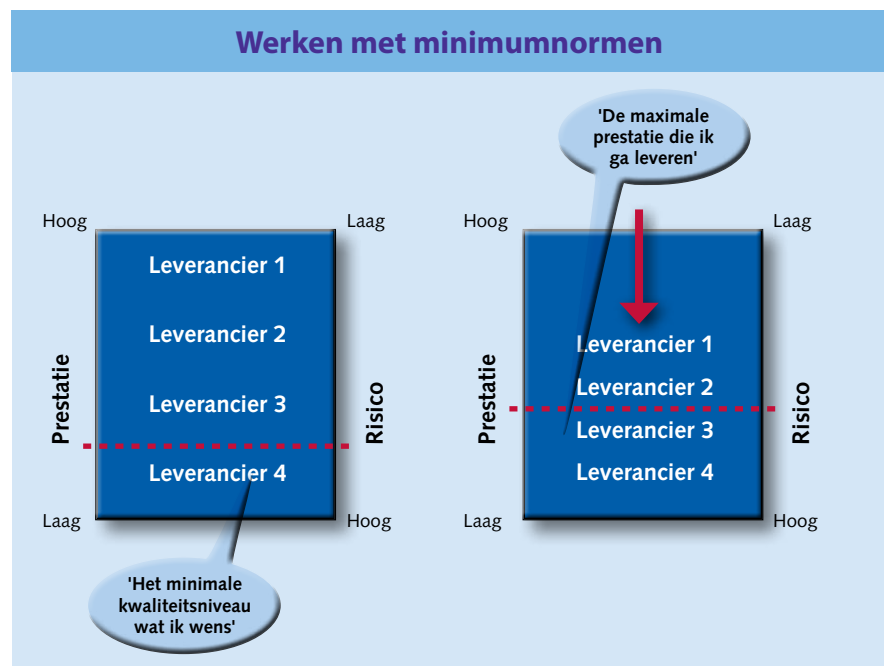 Werken met minimumnormen
'De maximale
prestatie die ik
ga leveren'
Hoog
Laag
Leverancier 1
Leverancier 2
Leverancier 3
Leverancier 4
Prestatie
Risico
Laag
Hoog
'Het minimale
kwaliteitsniveau
wat ik wens'
Hoog
Laag
Leverancier 1
Leverancier 2
Leverancier 3
Leverancier 4
Prestatie
Risico
Laag
Hoog